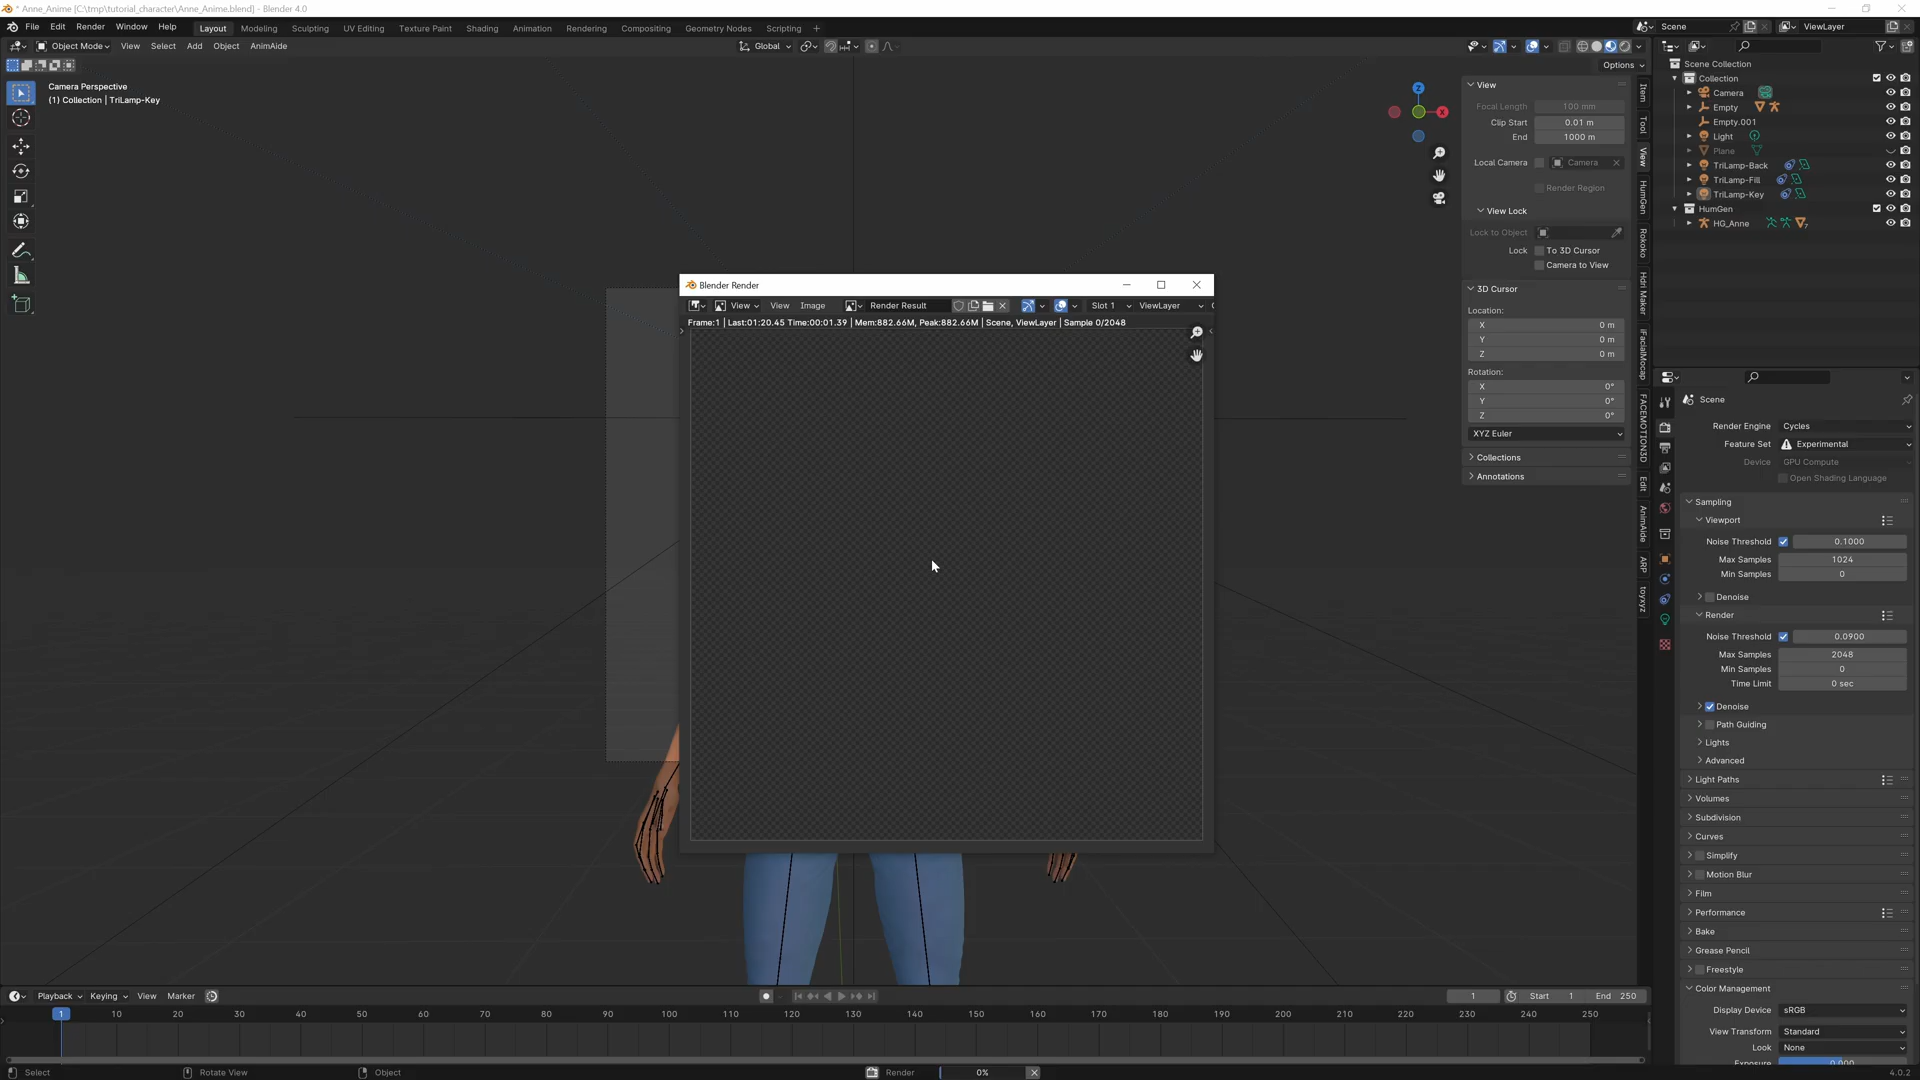 * Anne_Anime [C:\tmp\tutorial_character\Anne_Anime.blend] - Blender 4.0
File Edit Render Window Help Layout Modeling Sculpting UV Editing Texture Paint Shading Animation Rendering Compositing Geometry Nodes Scripting + Scene ViewLayer
Object Mode View Select Add Object AnimAide Global
Options
Camera Perspective
(1) Collection | TriLamp-Key
Z
X
View
Focal Length 100 mm
Clip Start 0.01 m
End 1000 m
Local Camera Camera
Render Region
View Lock
Lock to Object
Lock To 3D Cursor
Camera to View
3D Cursor
Location:
X 0 m
Y 0 m
Z 0 m
Rotation:
X 0°
Y 0°
Z 0°
XYZ Euler
Collections
Annotations
Item
Tool
View
HumGen
Rokoko
Hdri Maker
iFacialMocap
FACEMOTION3D
Edit
AnimAide
ARP
toyxyz
Blender Render
View View Image Render Result Slot 1 ViewLayer
Frame:1 | Last:01:20.45 Time:00:01.39 | Mem:882.66M, Peak:882.66M | Scene, ViewLayer | Sample 0/2048
Scene Collection
Collection
Camera
Empty
Empty.001
Light
Plane
TriLamp-Back
TriLamp-Fill
TriLamp-Key
HumGen
HG_Anne
Scene
Render Engine Cycles
Feature Set Experimental
Device GPU Compute
Open Shading Language
Sampling
Viewport
Noise Threshold 0.1000
Max Samples 1024
Min Samples 0
Denoise
Render
Noise Threshold 0.0900
Max Samples 2048
Min Samples 0
Time Limit 0 sec
Denoise
Path Guiding
Lights
Advanced
Light Paths
Volumes
Subdivision
Curves
Simplify
Motion Blur
Film
Performance
Bake
Grease Pencil
Freestyle
Color Management
Display Device sRGB
View Transform Standard
Look None
Exposure 0.000
Playback Keying View Marker 1 Start 1 End 250
1 10 20 30 40 50 60 70 80 90 100 110 120 130 140 150 160 170 180 190 200 210 220 230 240 250
Select Rotate View Object Render 0% 4.0.2